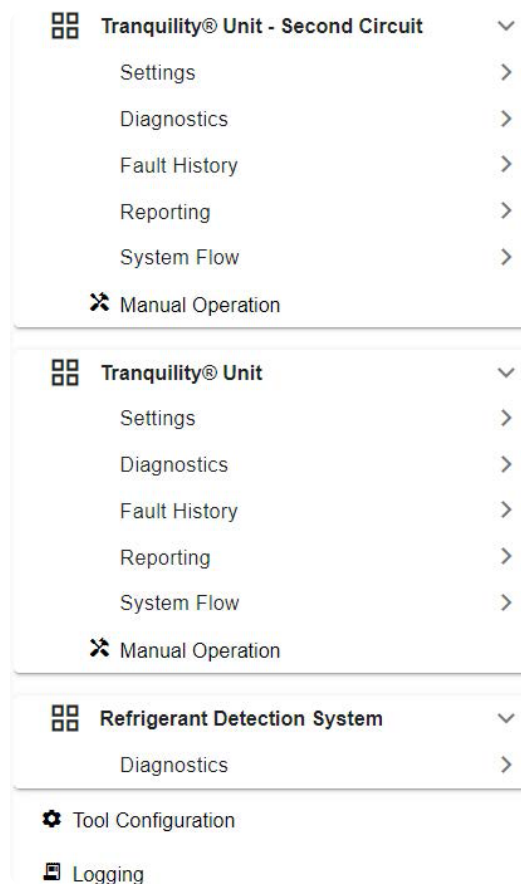 Tranquility® Unit - Second Circuit
Settings
Diagnostics
Fault History
Reporting
System Flow
Manual Operation
Tranquility® Unit
Settings
Diagnostics
Fault History
Reporting
System Flow
Manual Operation
Refrigerant Detection System
Diagnostics
Tool Configuration
Logging